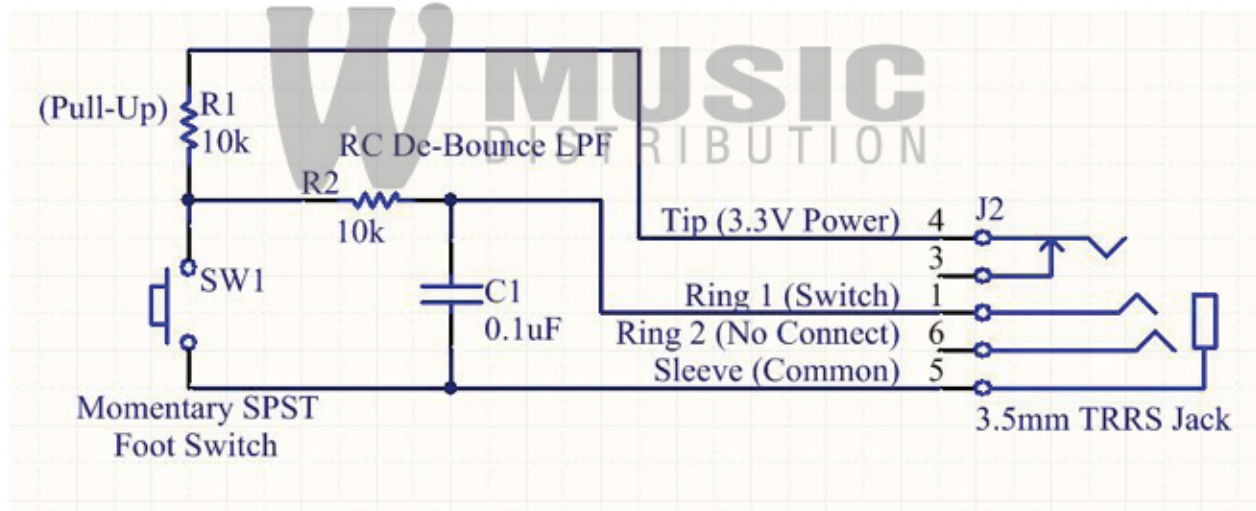 W MUSIC
DISTRIBUTION
(Pull-Up)
R1
10k
RC De-Bounce LPF
R2
10k
SW1
C1
0.1uF
Momentary SPST
Foot Switch
Tip (3.3V Power) 4
J2
3
Ring 1 (Switch) 1
Ring 2 (No Connect) 6
Sleeve (Common) 5
3.5mm TRRS Jack